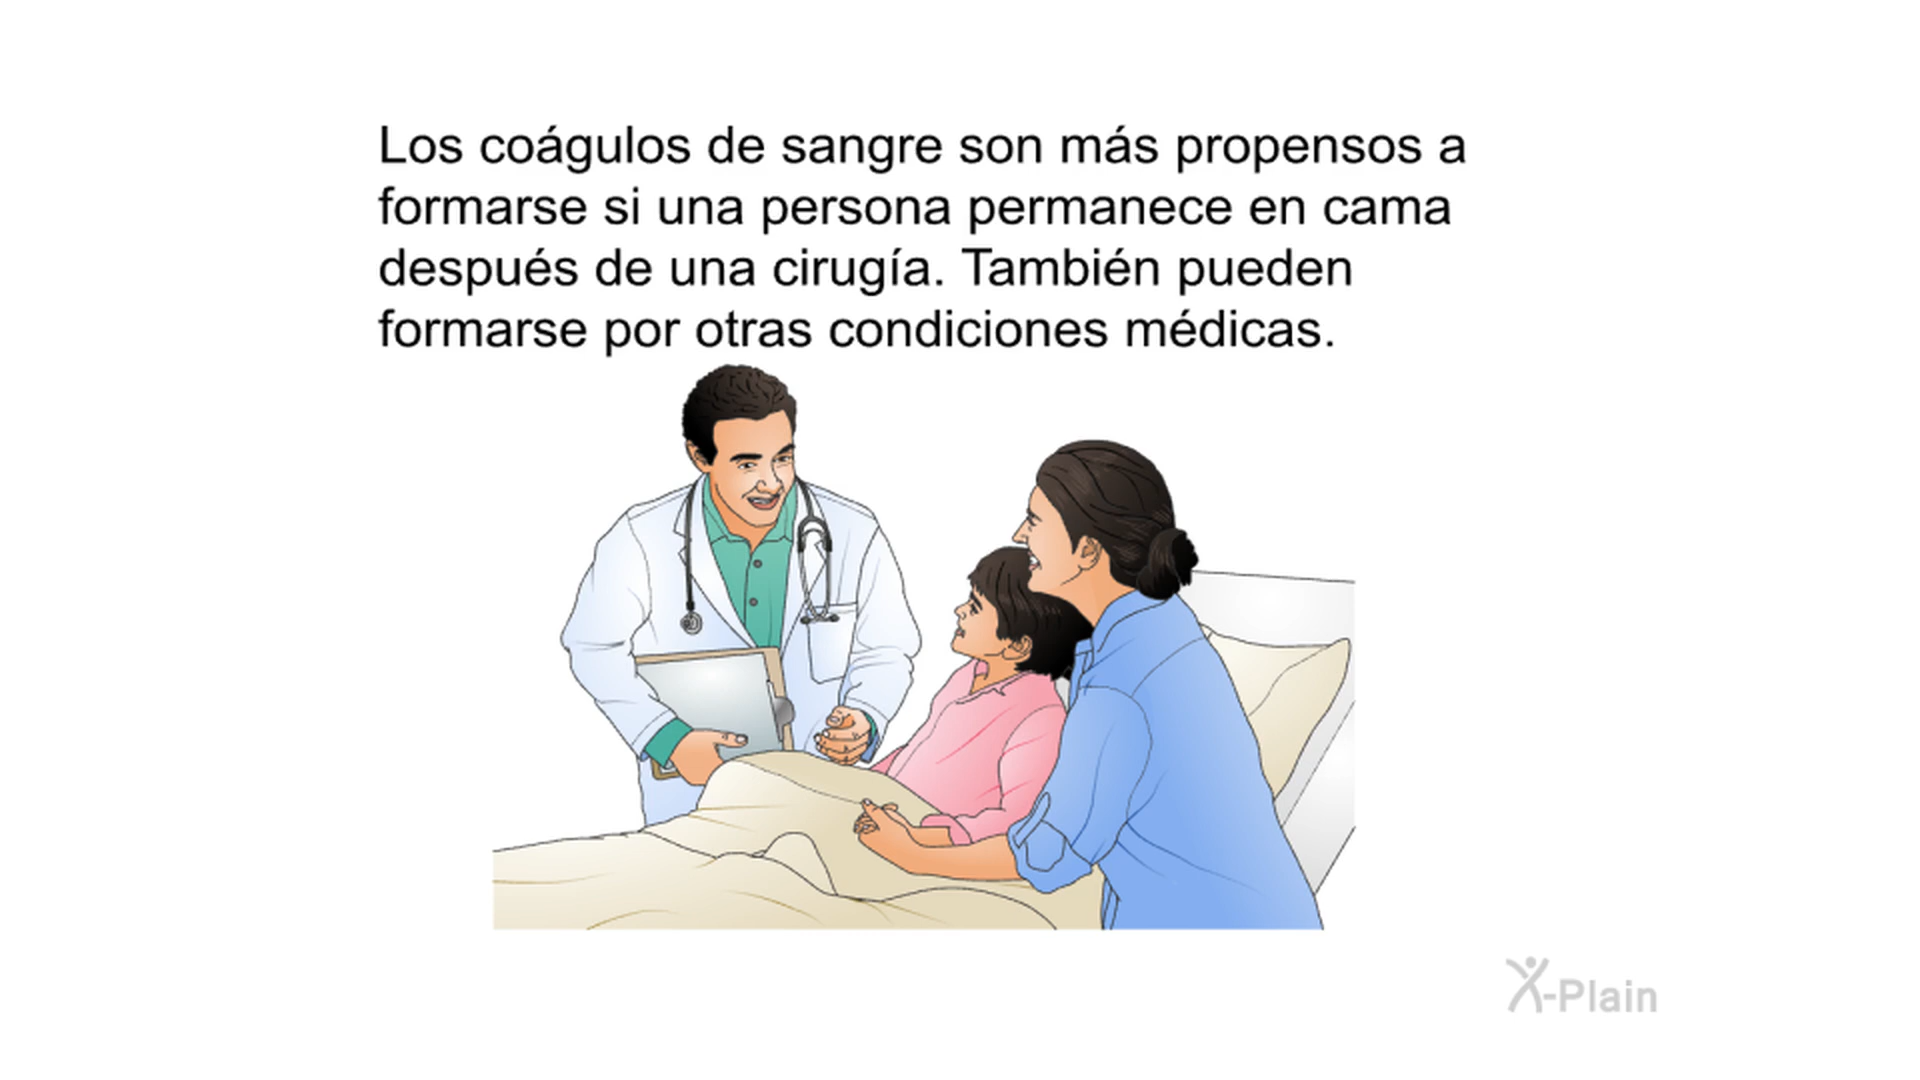 Los coágulos de sangre son más propensos a
formarse si una persona permanece en cama
después de una cirugía. También pueden
formarse por otras condiciones médicas.
X-Plain